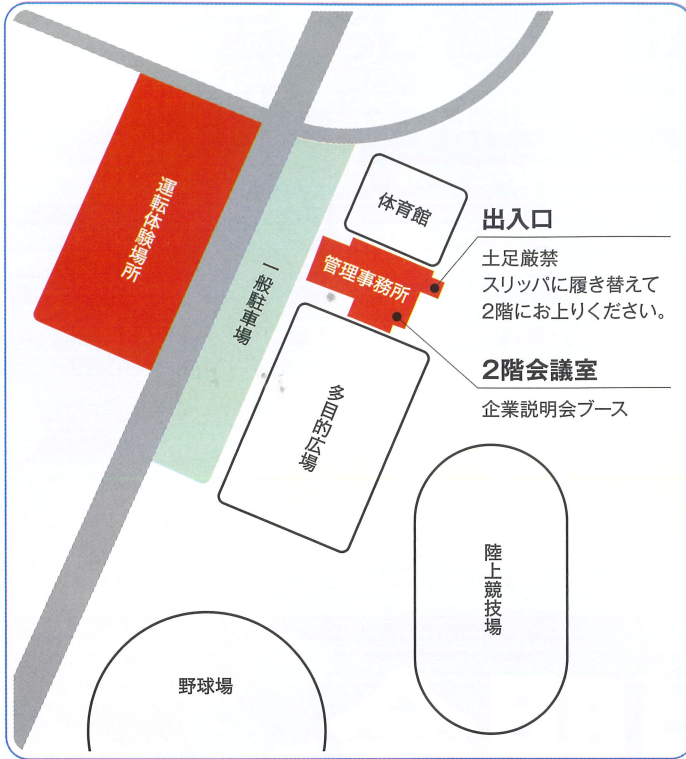 運転体験場所
一般駐車場
体育館
管理事務所
出入口
土足厳禁
スリッパに履き替えて
2階にお上りください。
2階会議室
企業説明会ブース
多目的広場
陸上競技場
野球場